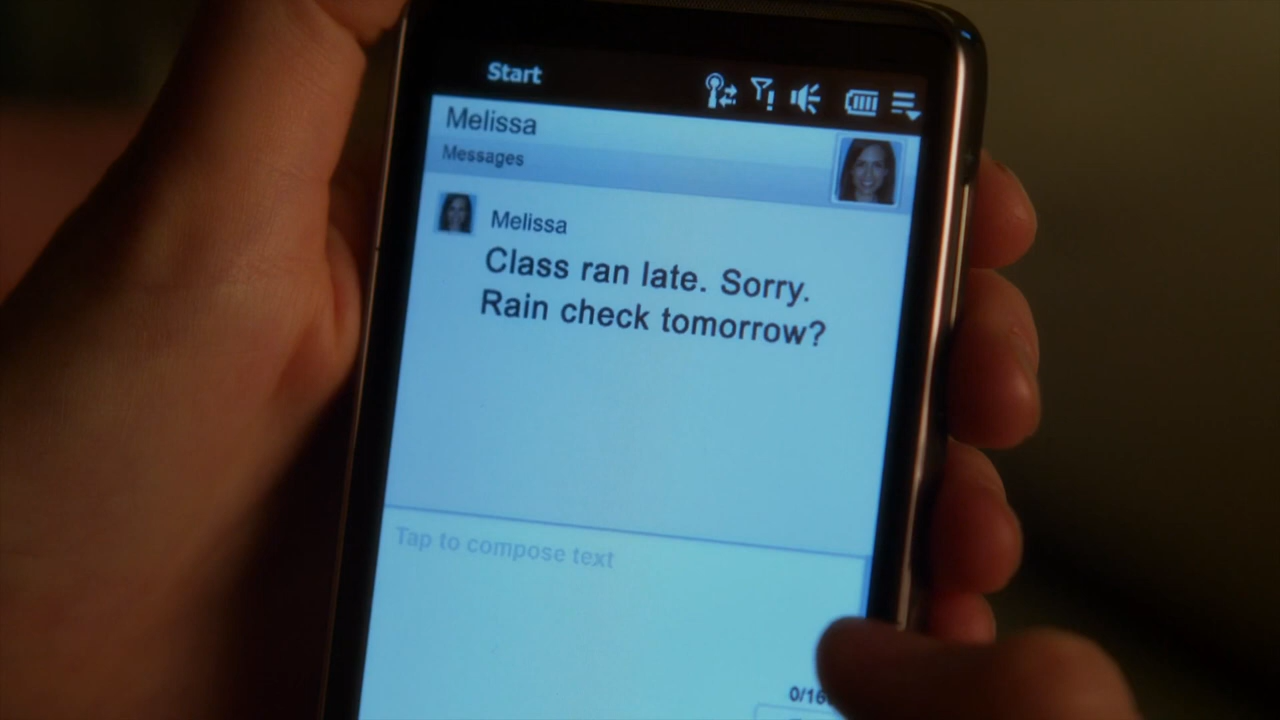 Start
Melissa
Messages
Melissa
Class ran late. Sorry.
Rain check tomorrow?
Tap to compose text